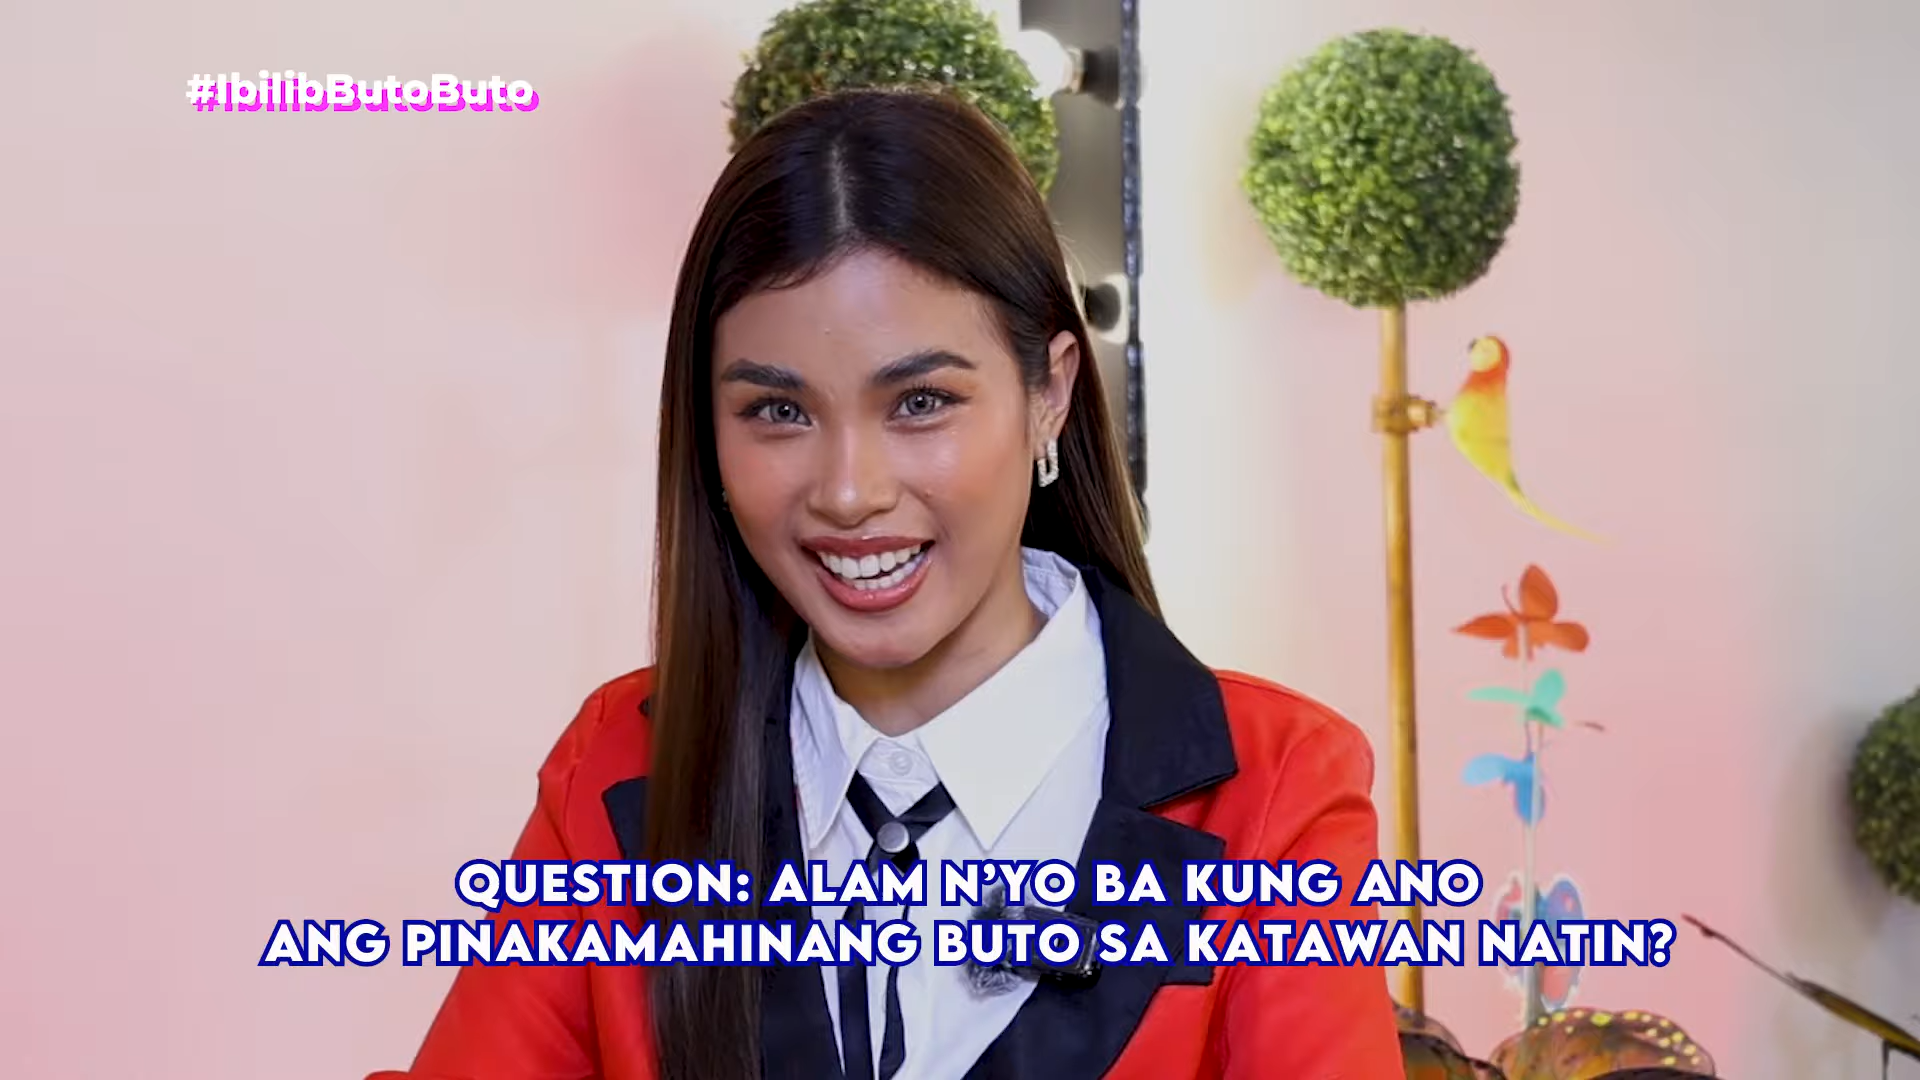 #IbilibButoButo
QUESTION: ALAM N'YO BA KUNG ANO
ANG PINAKAMAHINANG BUTO SA KATAWAN NATIN?